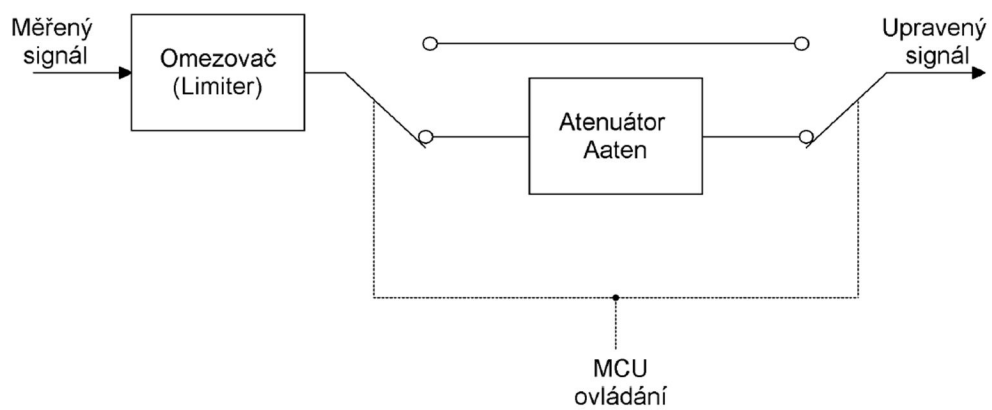 Měřený
signál
Omezovač
(Limiter)
Atenuátor
Aaten
Upravený
signál
MCU
ovládání